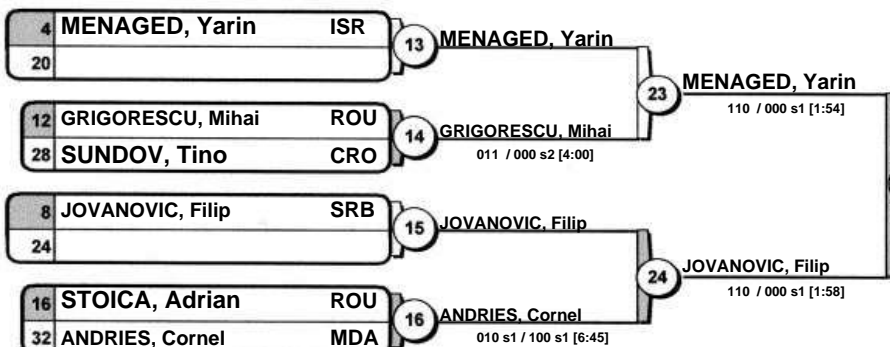 4 MENAGED, Yarin ISR
20
13 MENAGED, Yarin
12 GRIGORESCU, Mihai ROU
28 SUNDOV, Tino CRO
14 GRIGORESCU, Mihai
011 / 000 s2 [4:00]
23 MENAGED, Yarin
110 / 000 s1 [1:54]
8 JOVANOVIC, Filip SRB
24
15 JOVANOVIC, Filip
16 STOICA, Adrian ROU
32 ANDRIES, Cornel MDA
16 ANDRIES, Cornel
010 s1 / 100 s1 [6:45]
24 JOVANOVIC, Filip
110 / 000 s1 [1:58]